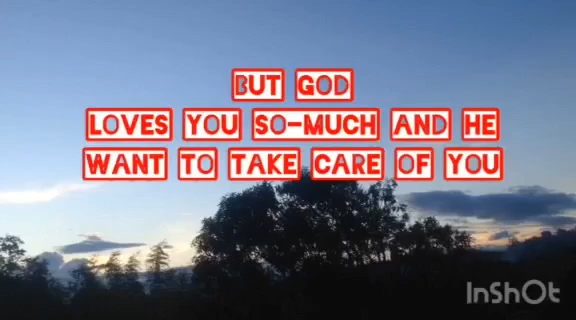 BUT GOD
LOVES YOU SO-MUCH AND HE
WANT TO TAKE CARE OF YOU
InShOt